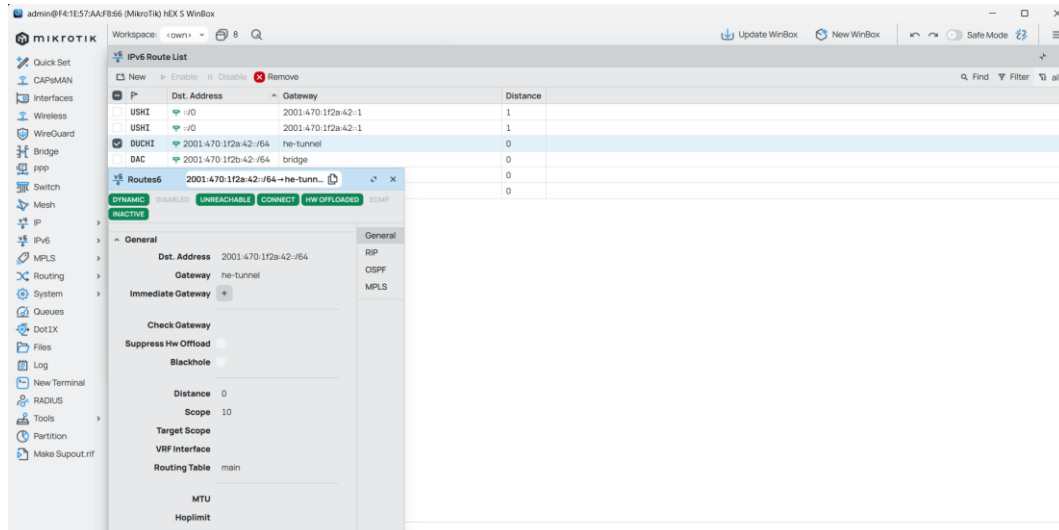 admin@F4:1E:57:AA:F8:66 (MikroTik) hEX S WinBox
MikroTik Workspace: <own> 8 Update WinBox New WinBox Safe Mode
Quick Set
CAPsMAN
Interfaces
Wireless
WireGuard
Bridge
PPP
Switch
Mesh
IP
IPv6
MPLS
Routing
System
Queues
Dot1X
Files
Log
New Terminal
RADIUS
Tools
Partition
Make Supout.rif
IPv6 Route List
New Enable Disable Remove Find Filter al
Dst. Address Gateway Distance
USHI ::/0 2001:470:1f2a:42::1 1
USHI ::/0 2001:470:1f2a:42::1 1
DUCHI 2001:470:1f2a:42::/64 he-tunnel 0
DAC 2001:470:1f2b:42::/64 bridge 0
0
0
Routes6 2001:470:1f2a:42::/64→he-tunn...
DYNAMIC DISABLED UNREACHABLE CONNECT HW OFFLOADED ECMP
INACTIVE
General
Dst. Address 2001:470:1f2a:42::/64
Gateway he-tunnel
Immediate Gateway +
Check Gateway
Suppress Hw Offload
Blackhole
Distance 0
Scope 10
Target Scope
VRF Interface
Routing Table main
MTU
Hoplimit
General
RIP
OSPF
MPLS